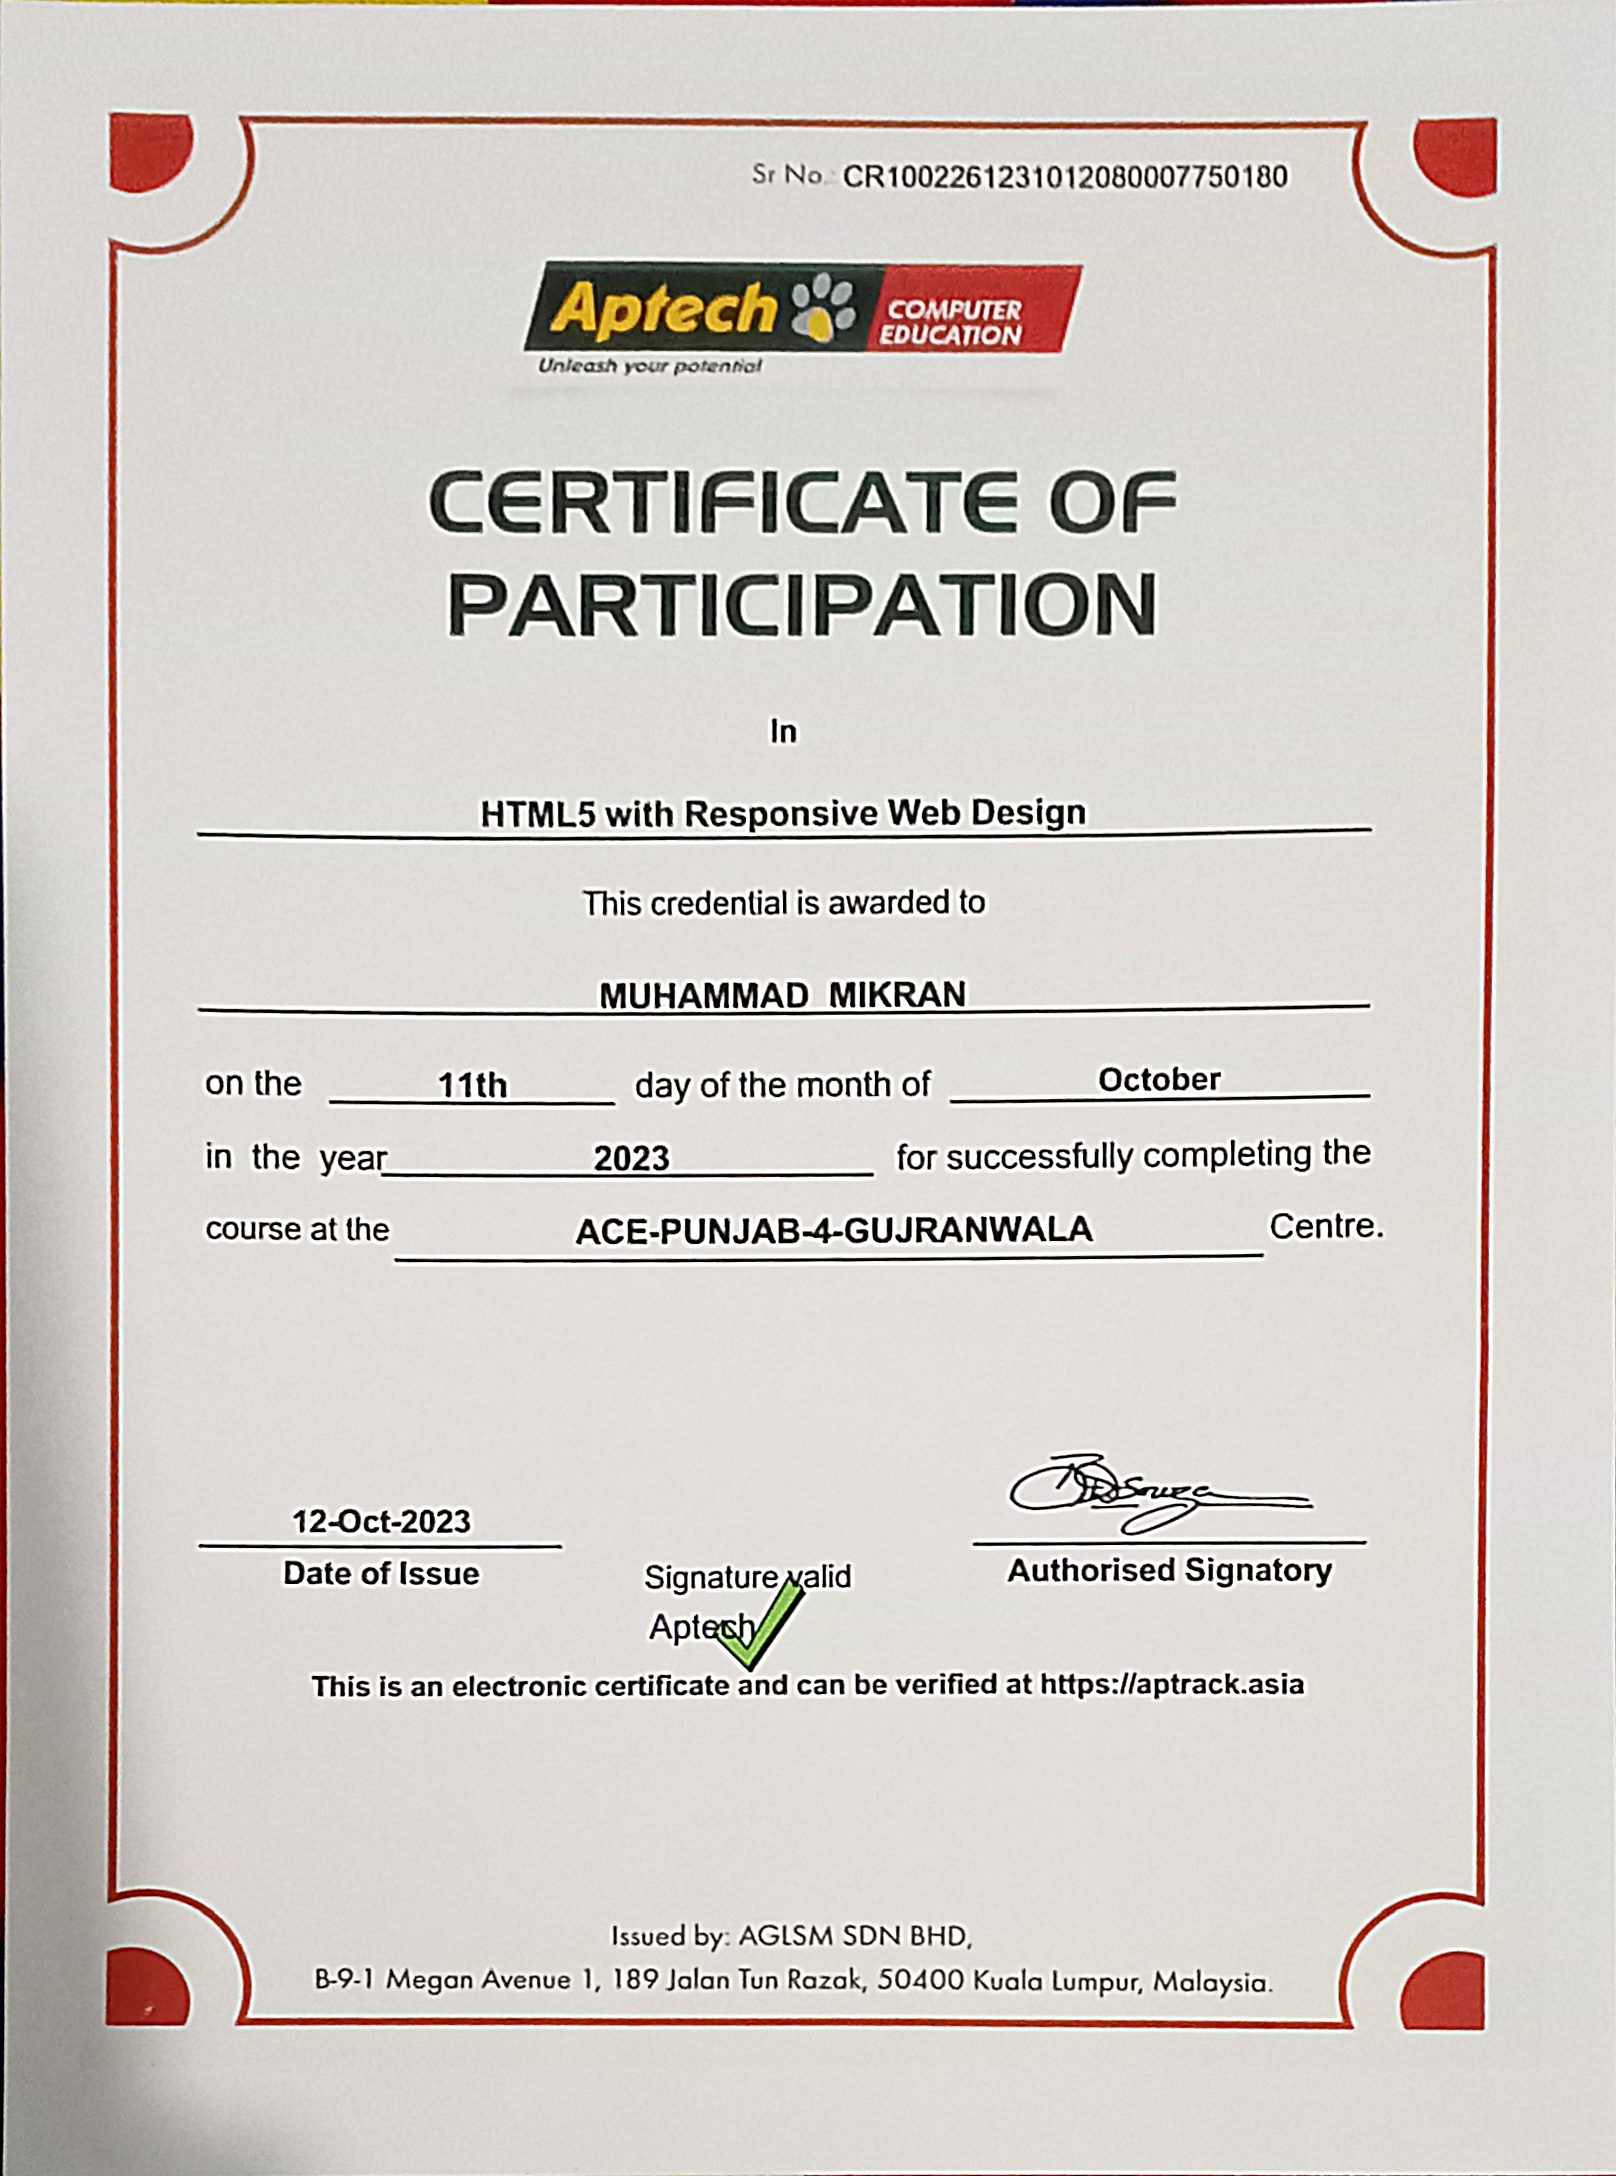 Sr No.: CR1002261231012080007750180
Aptech COMPUTER EDUCATION
Unleash your potential
CERTIFICATE OF
PARTICIPATION
In
HTML5 with Responsive Web Design
This credential is awarded to
MUHAMMAD MIKRAN
on the 11th day of the month of October
in the year 2023 for successfully completing the
course at the ACE-PUNJAB-4-GUJRANWALA Centre.
12-Oct-2023
Date of Issue
Authorised Signatory
Signature valid
Aptech
This is an electronic certificate and can be verified at https://aptrack.asia
Issued by: AGLSM SDN BHD,
B-9-1 Megan Avenue 1, 189 Jalan Tun Razak, 50400 Kuala Lumpur, Malaysia.